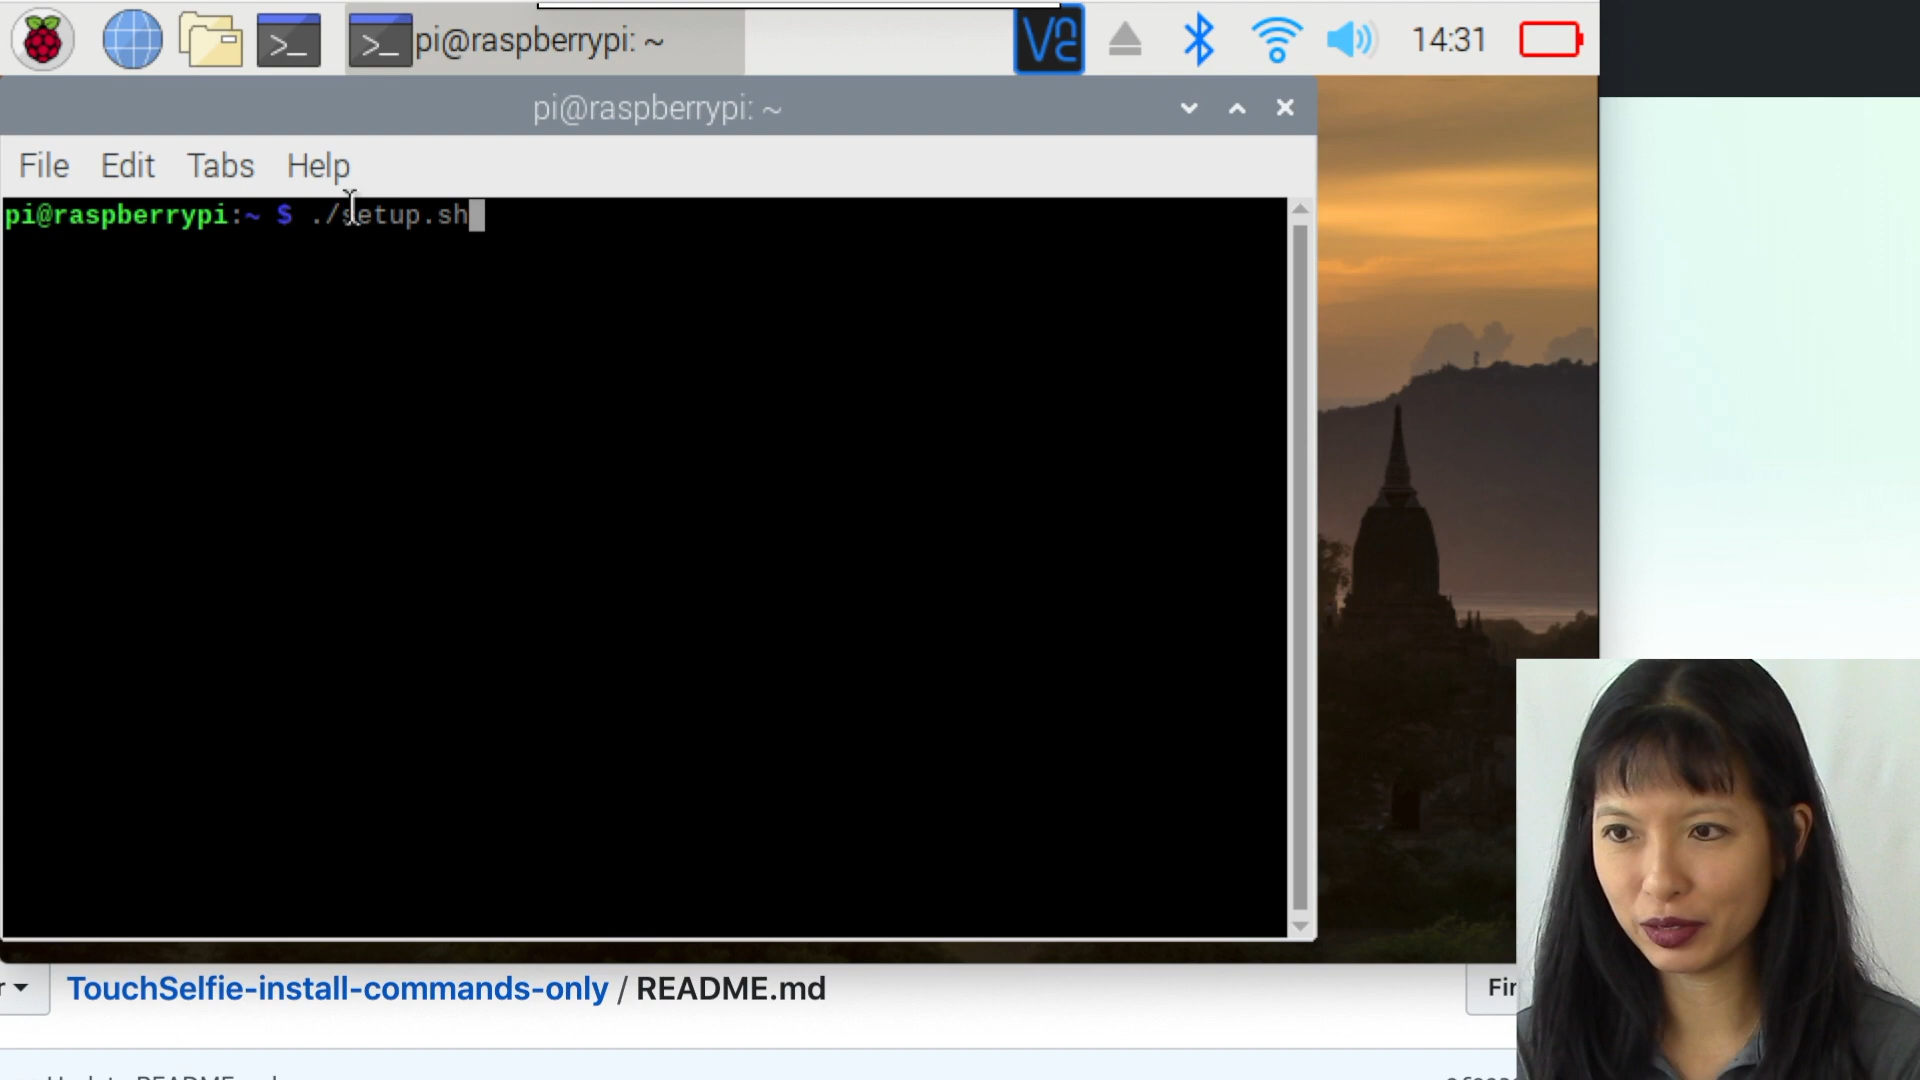 pi@raspberrypi: ~
VNC
14:31
pi@raspberrypi: ~
File Edit Tabs Help
pi@raspberrypi:~ $ ./setup.sh
TouchSelfie-install-commands-only / README.md